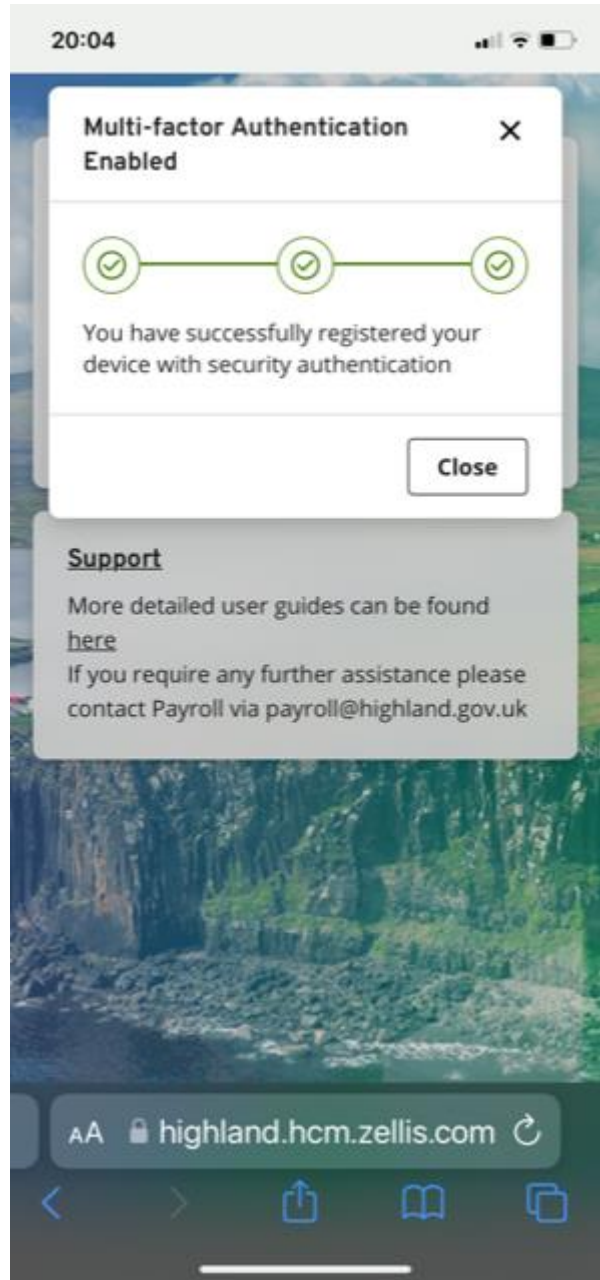 20:04
Multi-factor Authentication
Enabled
You have successfully registered your
device with security authentication
Close
Support
More detailed user guides can be found
here
If you require any further assistance please
contact Payroll via payroll@highland.gov.uk
AA highland.hcm.zellis.com